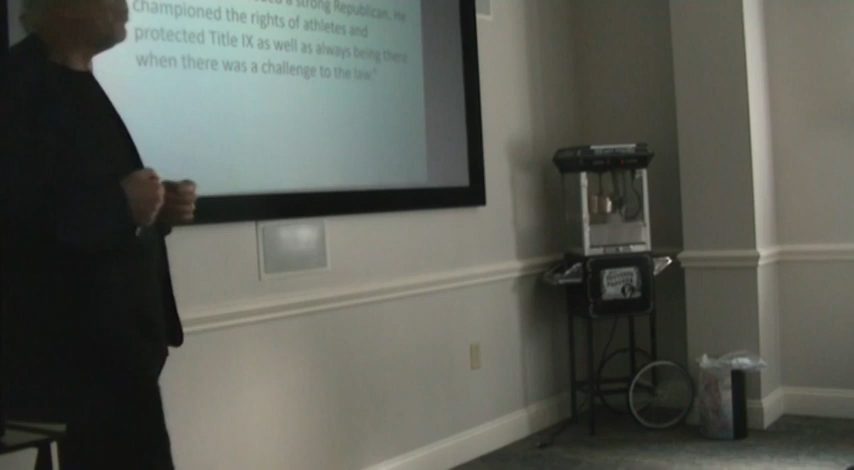 a strong Republican. He
championed the rights of athletes and
protected Title IX as well as always being there
when there was a challenge to the law."